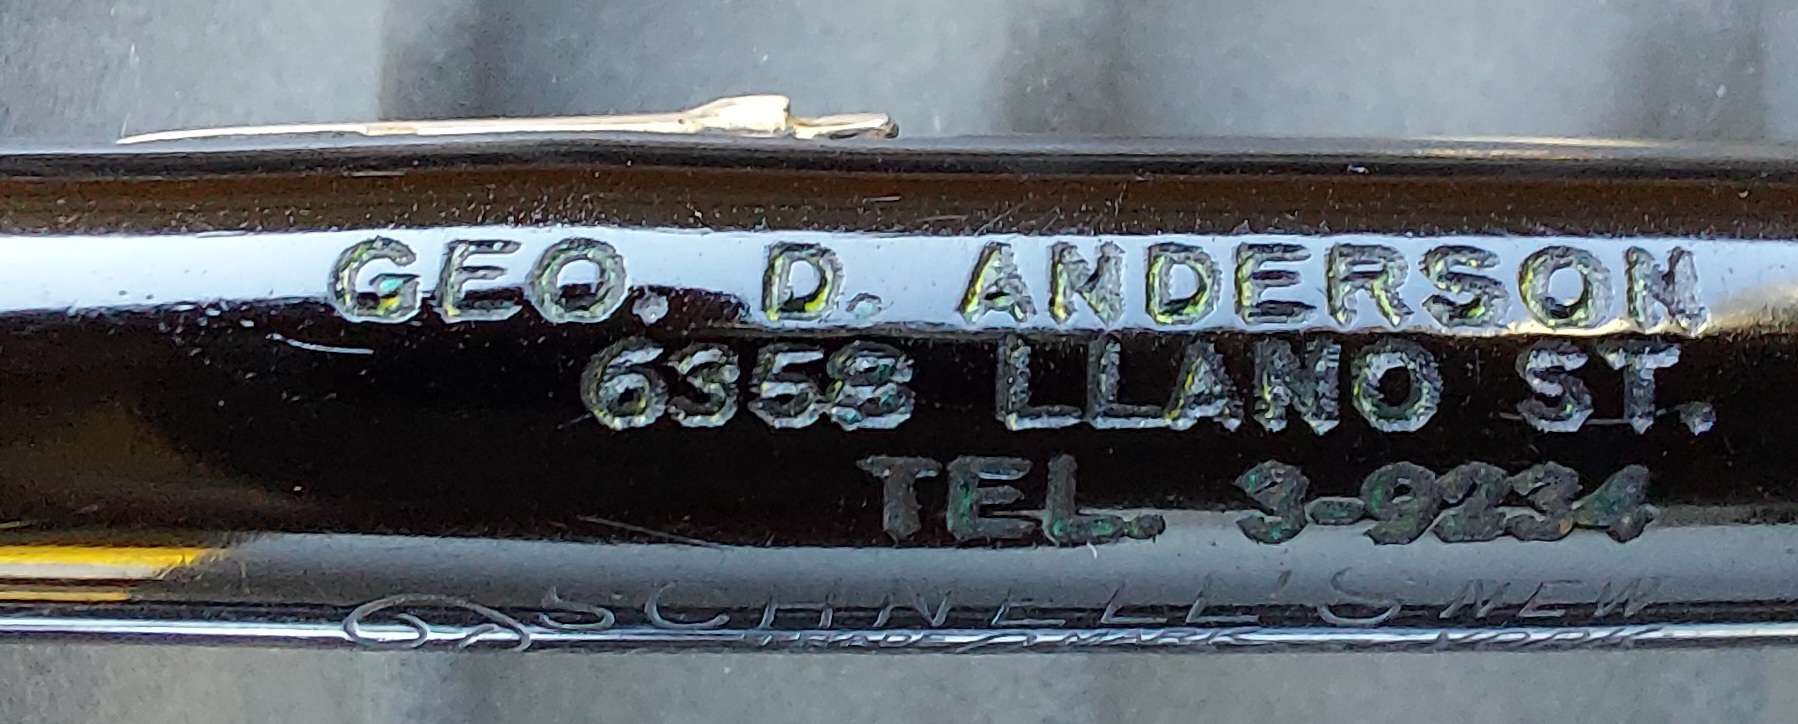 GEO. D. ANDERSON
6358 LLANO ST.
TEL. 3-9234
SCHNELL'S NEW YORK
TRADE MARK